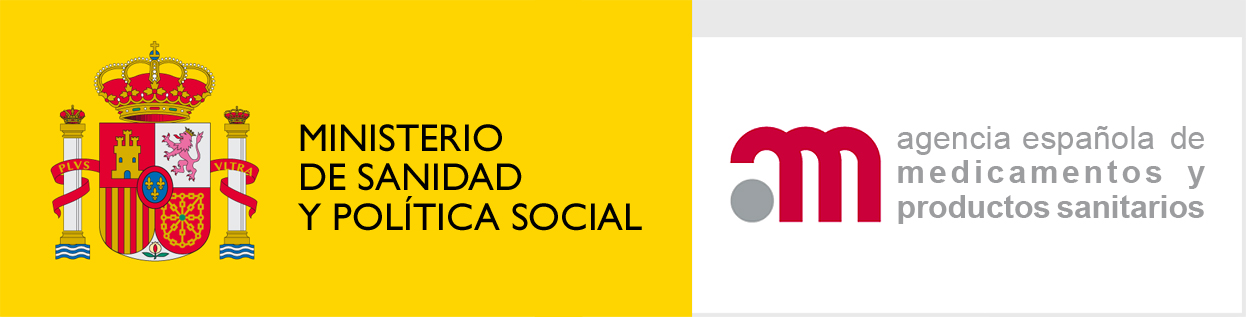 MINISTERIO
DE SANIDAD
Y POLÍTICA SOCIAL
PLVS VLTRA
agencia española de
medicamentos y
productos sanitarios